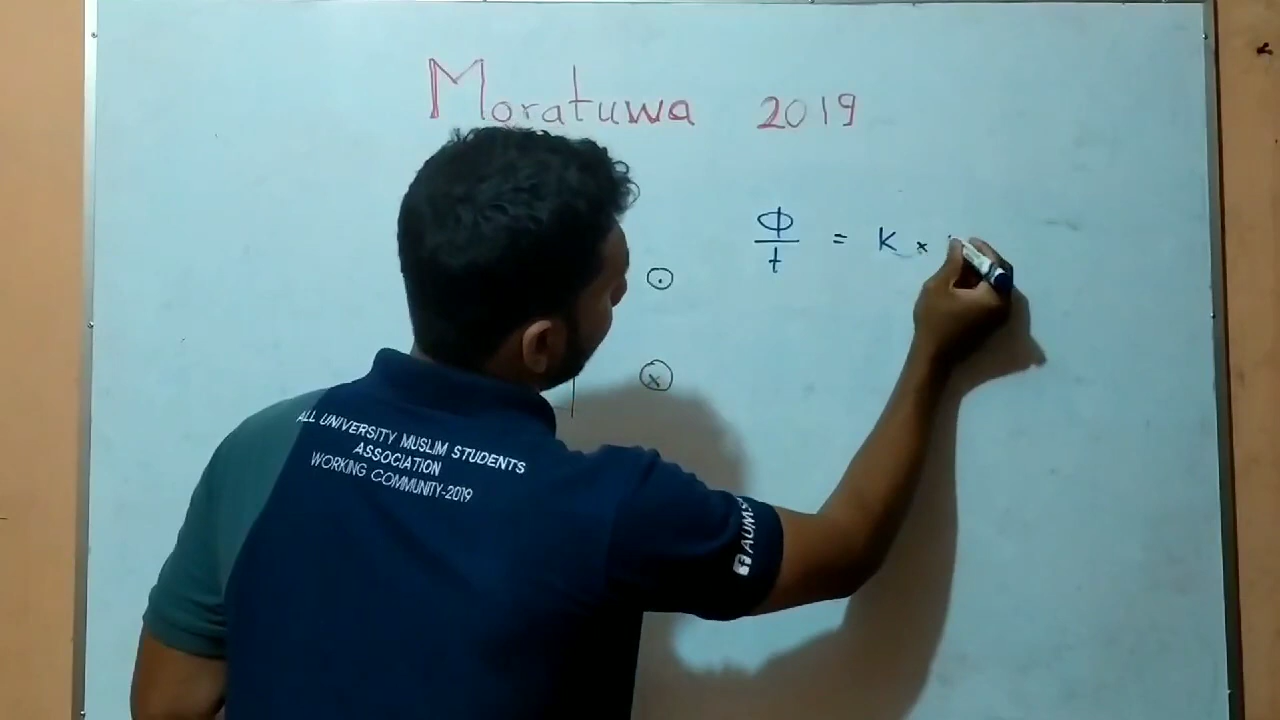 Moratuwa 2019
Φ
t
= K ×
ALL UNIVERSITY MUSLIM STUDENTS
ASSOCIATION
WORKING COMMUNITY-2019